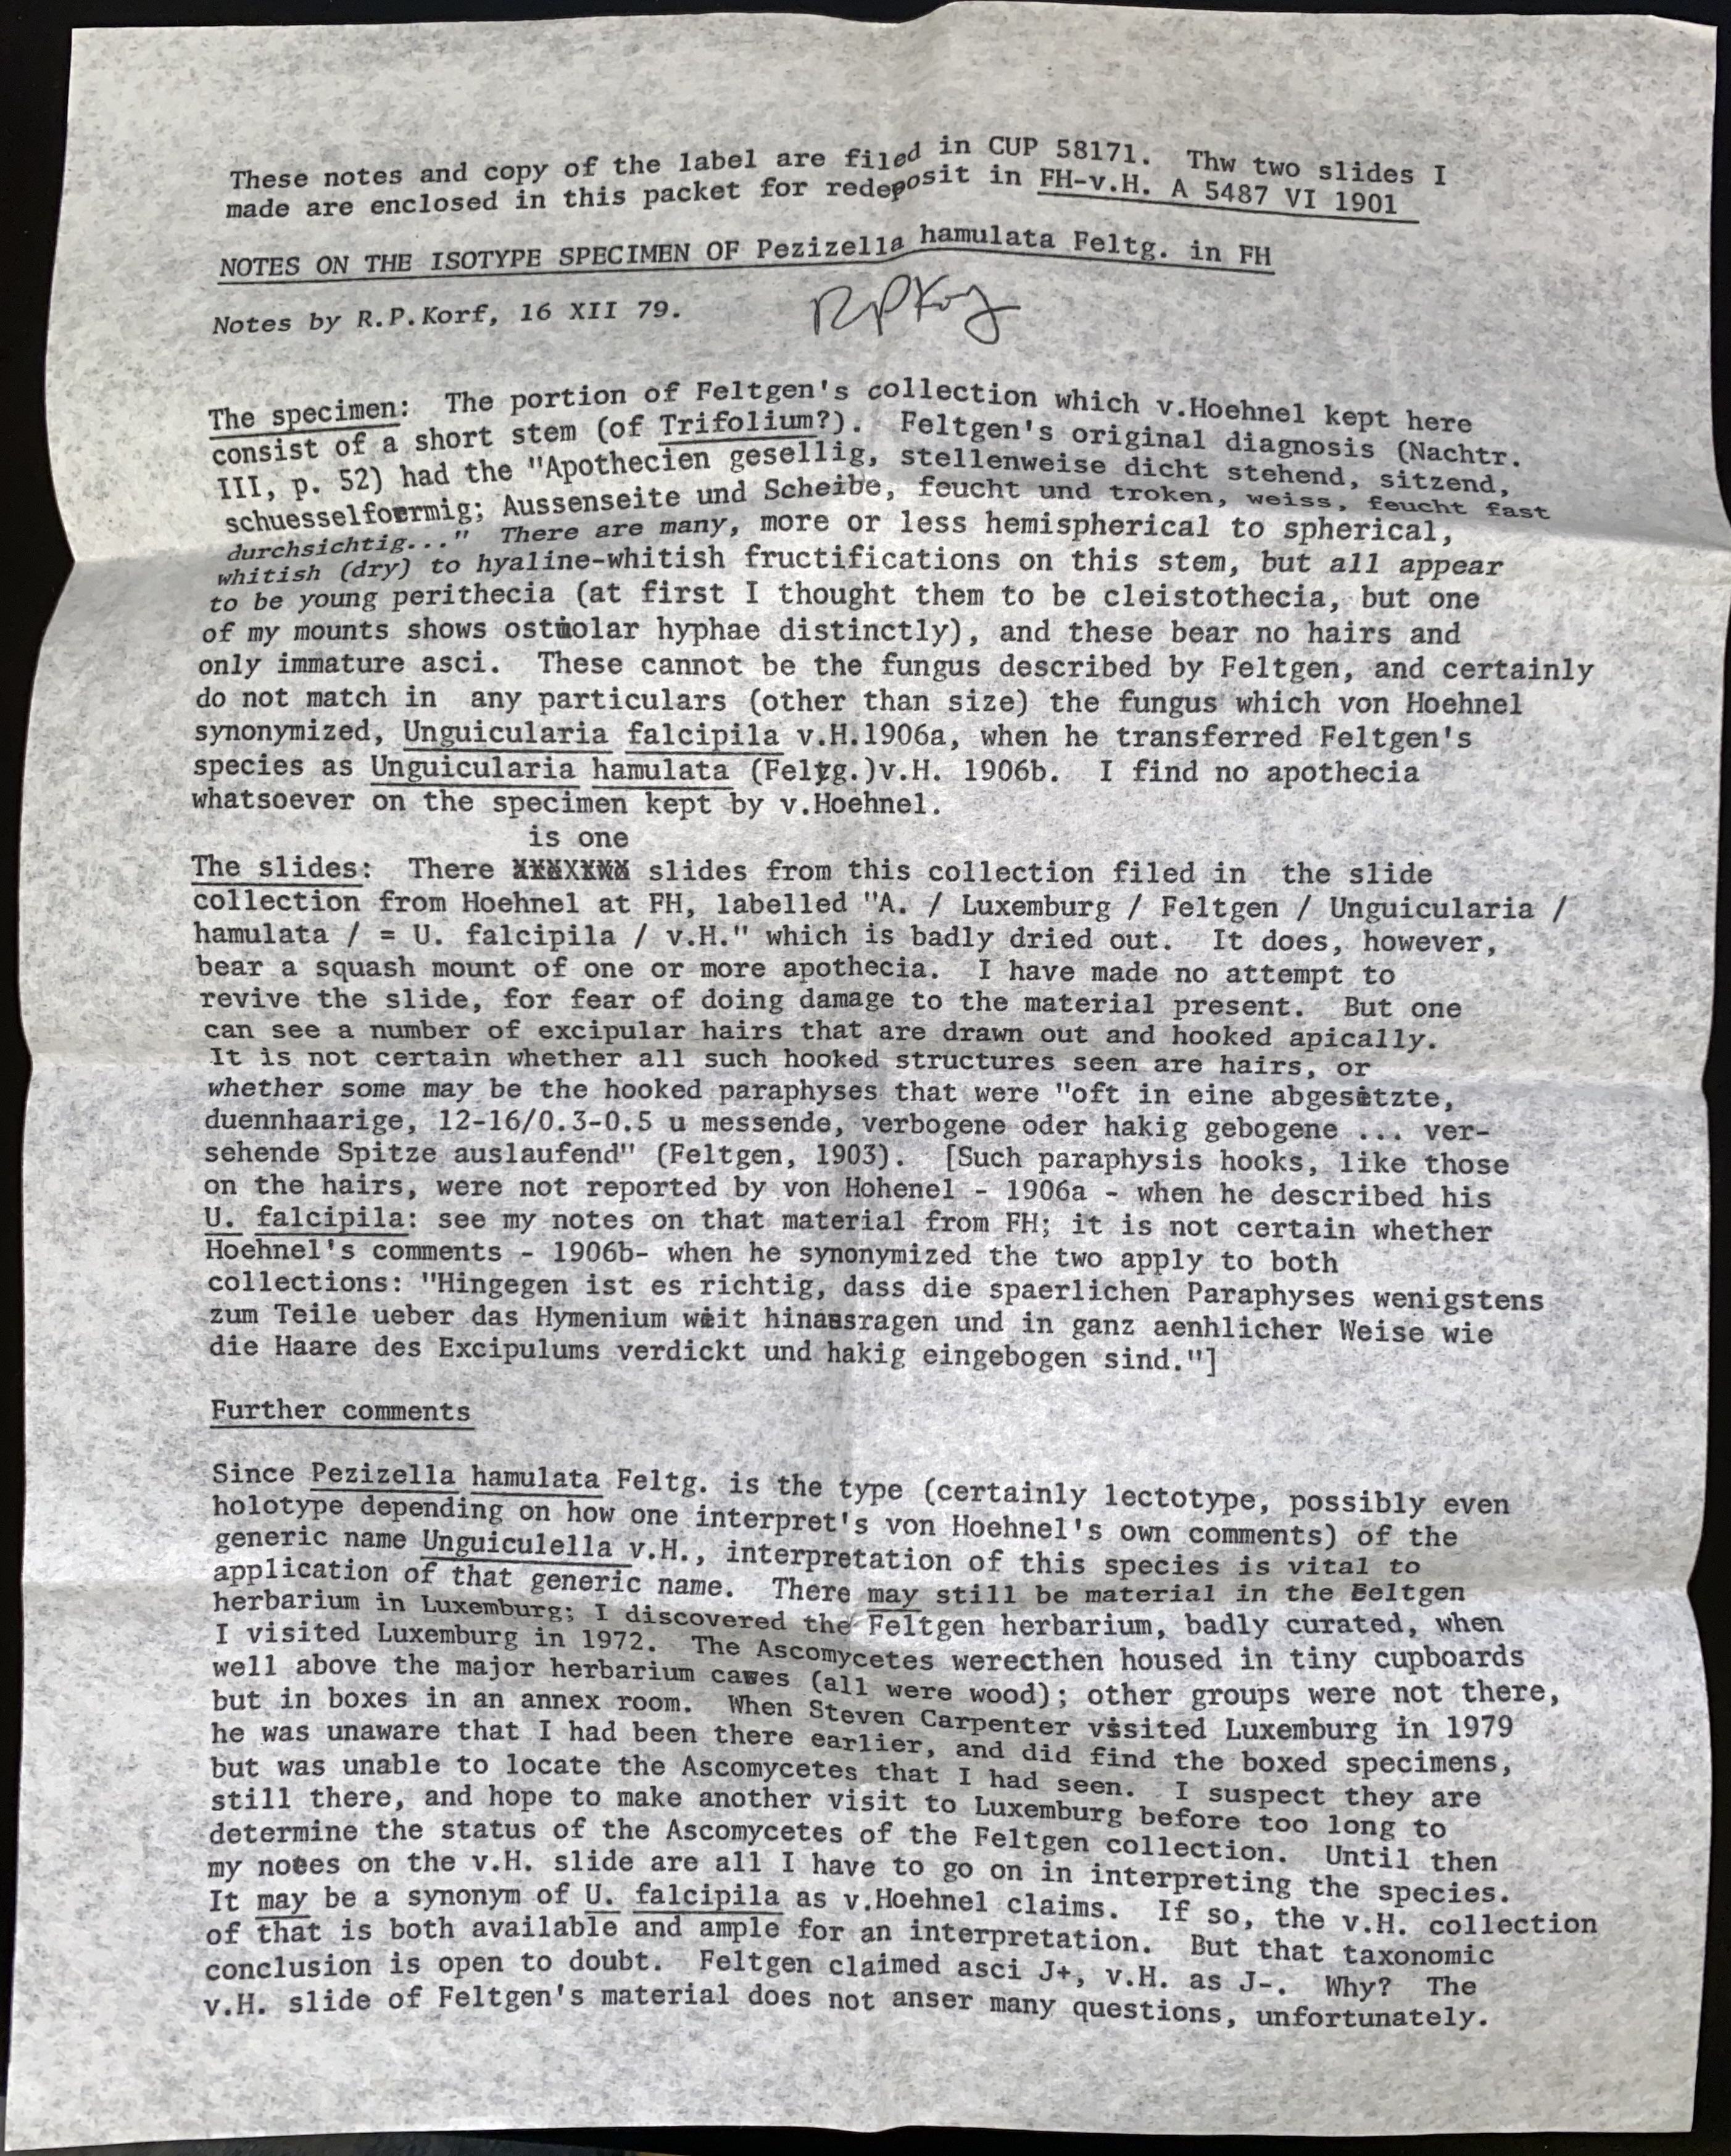 These notes and copy of the label are filed in CUP 58171. Thw two slides I
made are enclosed in this packet for redeposit in FH-v.H. A 5487 VI 1901
NOTES ON THE ISOTYPE SPECIMEN OF Pezizella hamulata Feltg. in FH
Notes by R.P.Korf, 16 XII 79. RPKorf
The specimen: The portion of Feltgen's collection which v.Hoehnel kept here
consist of a short stem (of Trifolium?). Feltgen's original diagnosis (Nachtr.
III, p. 52) had the "Apothecien gesellig, stellenweise dicht stehend, sitzend,
schuesselfoermig; Aussenseite und Scheibe, feucht und troken, weiss, feucht fast
durchsichtig..." There are many, more or less hemispherical to spherical,
whitish (dry) to hyaline-whitish fructifications on this stem, but all appear
to be young perithecia (at first I thought them to be cleistothecia, but one
of my mounts shows ostiolar hyphae distinctly), and these bear no hairs and
only immature asci. These cannot be the fungus described by Feltgen, and certainly
do not match in any particulars (other than size) the fungus which von Hoehnel
synonymized, Unguicularia falcipila v.H.1906a, when he transferred Feltgen's
species as Unguicularia hamulata (Feltg.)v.H. 1906b. I find no apothecia
whatsoever on the specimen kept by v.Hoehnel.
is one
The slides: There slides from this collection filed in the slide
collection from Hoehnel at FH, labelled "A. / Luxemburg / Feltgen / Unguicularia /
hamulata / = U. falcipila / v.H." which is badly dried out. It does, however,
bear a squash mount of one or more apothecia. I have made no attempt to
revive the slide, for fear of doing damage to the material present. But one
can see a number of excipular hairs that are drawn out and hooked apically.
It is not certain whether all such hooked structures seen are hairs, or
whether some may be the hooked paraphyses that were "oft in eine abgesetzte,
duennhaarige, 12-16/0.3-0.5 u messende, verbogene oder hakig gebogene ... ver-
sehende Spitze auslaufend" (Feltgen, 1903). [Such paraphysis hooks, like those
on the hairs, were not reported by von Hohenel - 1906a - when he described his
U. falcipila: see my notes on that material from FH; it is not certain whether
Hoehnel's comments - 1906b- when he synonymized the two apply to both
collections: "Hingegen ist es richtig, dass die spaerlichen Paraphyses wenigstens
zum Teile ueber das Hymenium weit hinausragen und in ganz aenhlicher Weise wie
die Haare des Excipulums verdickt und hakig eingebogen sind."]
Further comments
Since Pezizella hamulata Feltg. is the type (certainly lectotype, possibly even
holotype depending on how one interpret's von Hoehnel's own comments) of the
generic name Unguiculella v.H., interpretation of this species is vital to
application of that generic name. There may still be material in the Feltgen
herbarium in Luxemburg; I discovered the Feltgen herbarium, badly curated, when
I visited Luxemburg in 1972. The Ascomycetes werecthen housed in tiny cupboards
well above the major herbarium cases (all were wood); other groups were not there,
but in boxes in an annex room. When Steven Carpenter visited Luxemburg in 1979
he was unaware that I had been there earlier, and did find the boxed specimens,
but was unable to locate the Ascomycetes that I had seen. I suspect they are
still there, and hope to make another visit to Luxemburg before too long to
determine the status of the Ascomycetes of the Feltgen collection. Until then
my notes on the v.H. slide are all I have to go on in interpreting the species.
It may be a synonym of U. falcipila as v.Hoehnel claims. If so, the v.H. collection
of that is both available and ample for an interpretation. But that taxonomic
conclusion is open to doubt. Feltgen claimed asci J+, v.H. as J-. Why? The
v.H. slide of Feltgen's material does not anser many questions, unfortunately.